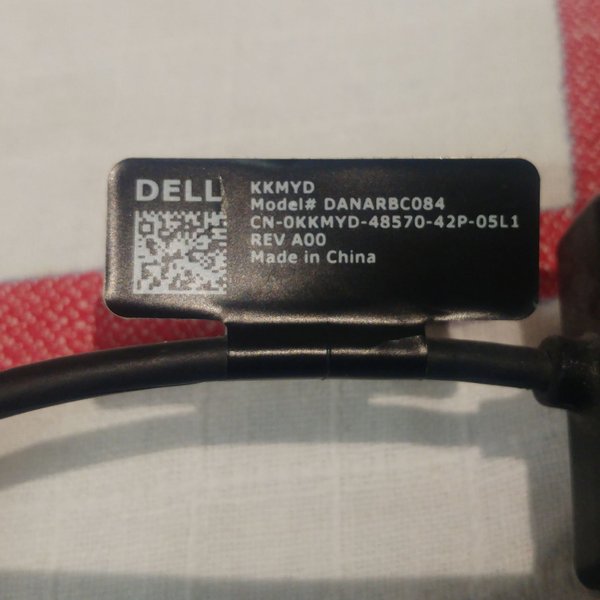 DELL
KKMYD
Model# DANARBC084
CN-0KKMYD-48570-42P-05L1
REV A00
Made in China